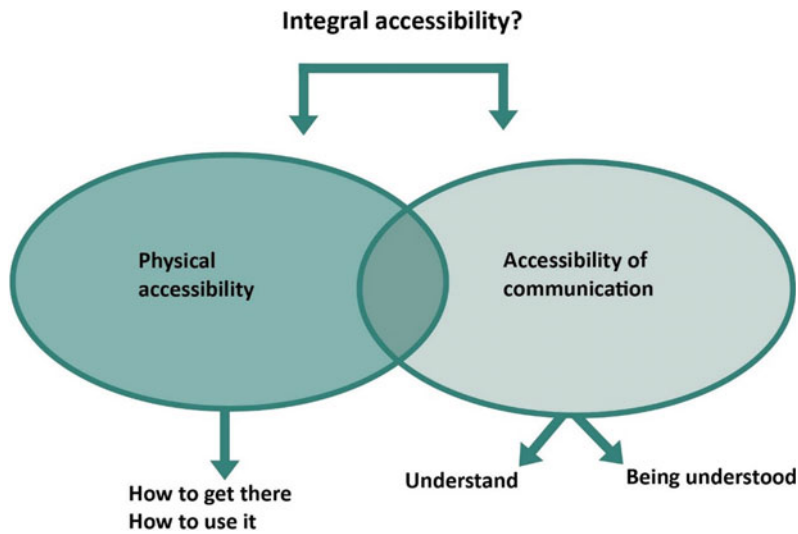 Integral accessibility?
Physical
accessibility
Accessibility of
communication
How to get there
How to use it
Understand
Being understood